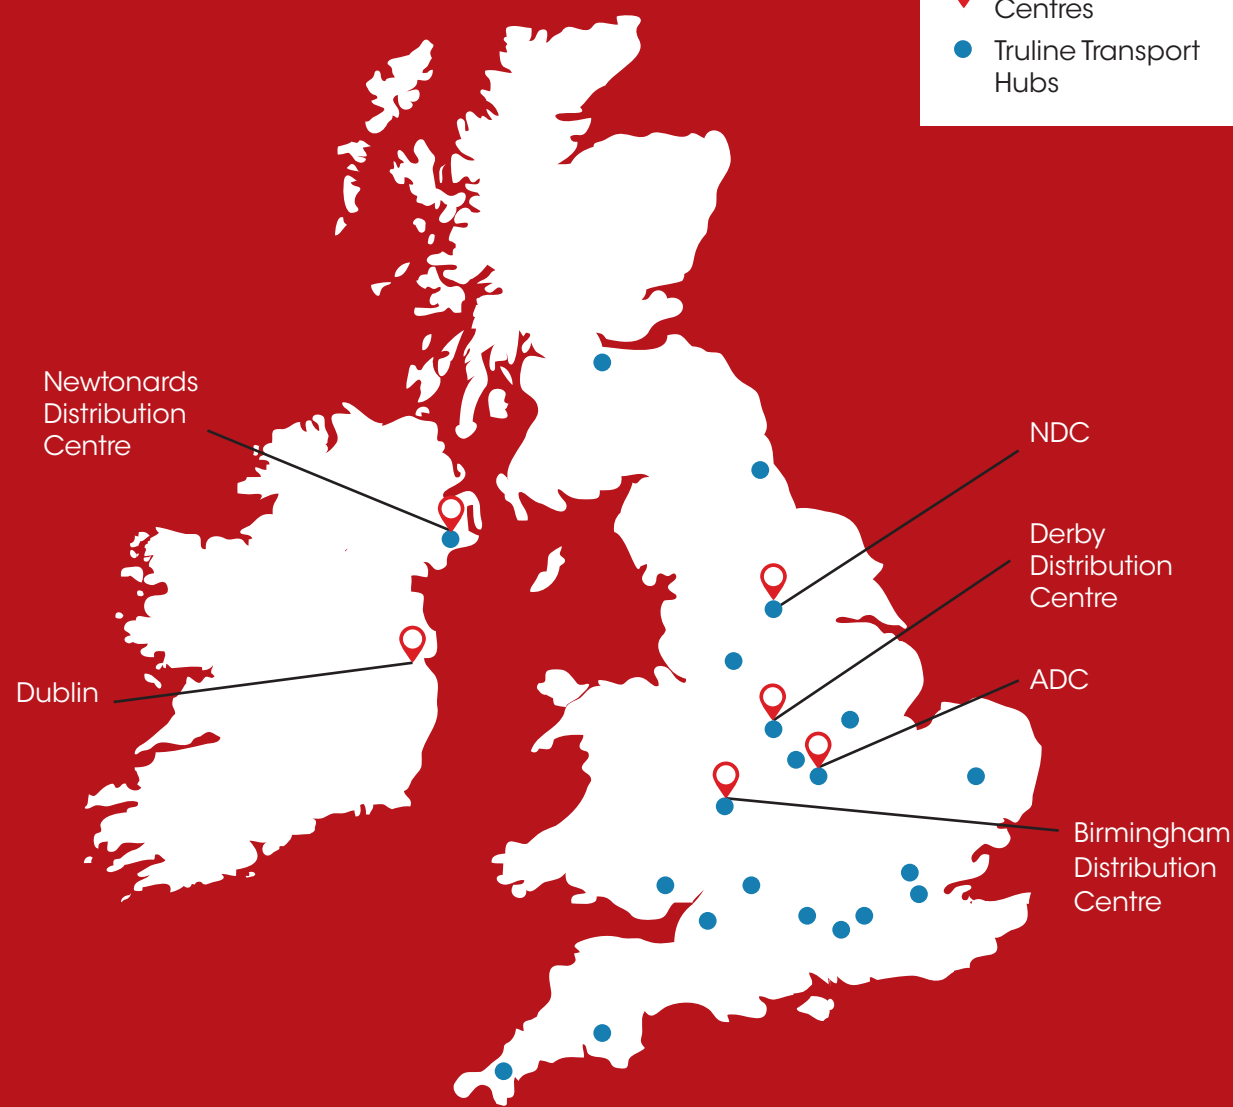 Centres
Truline Transport
Hubs
Newtonards
Distribution
Centre
NDC
Derby
Distribution
Centre
ADC
Dublin
Birmingham
Distribution
Centre